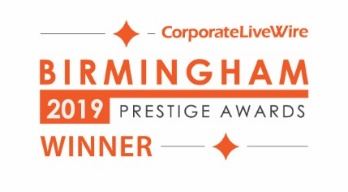 CorporateLiveWire
BIRMINGHAM
2019 PRESTIGE AWARDS
WINNER